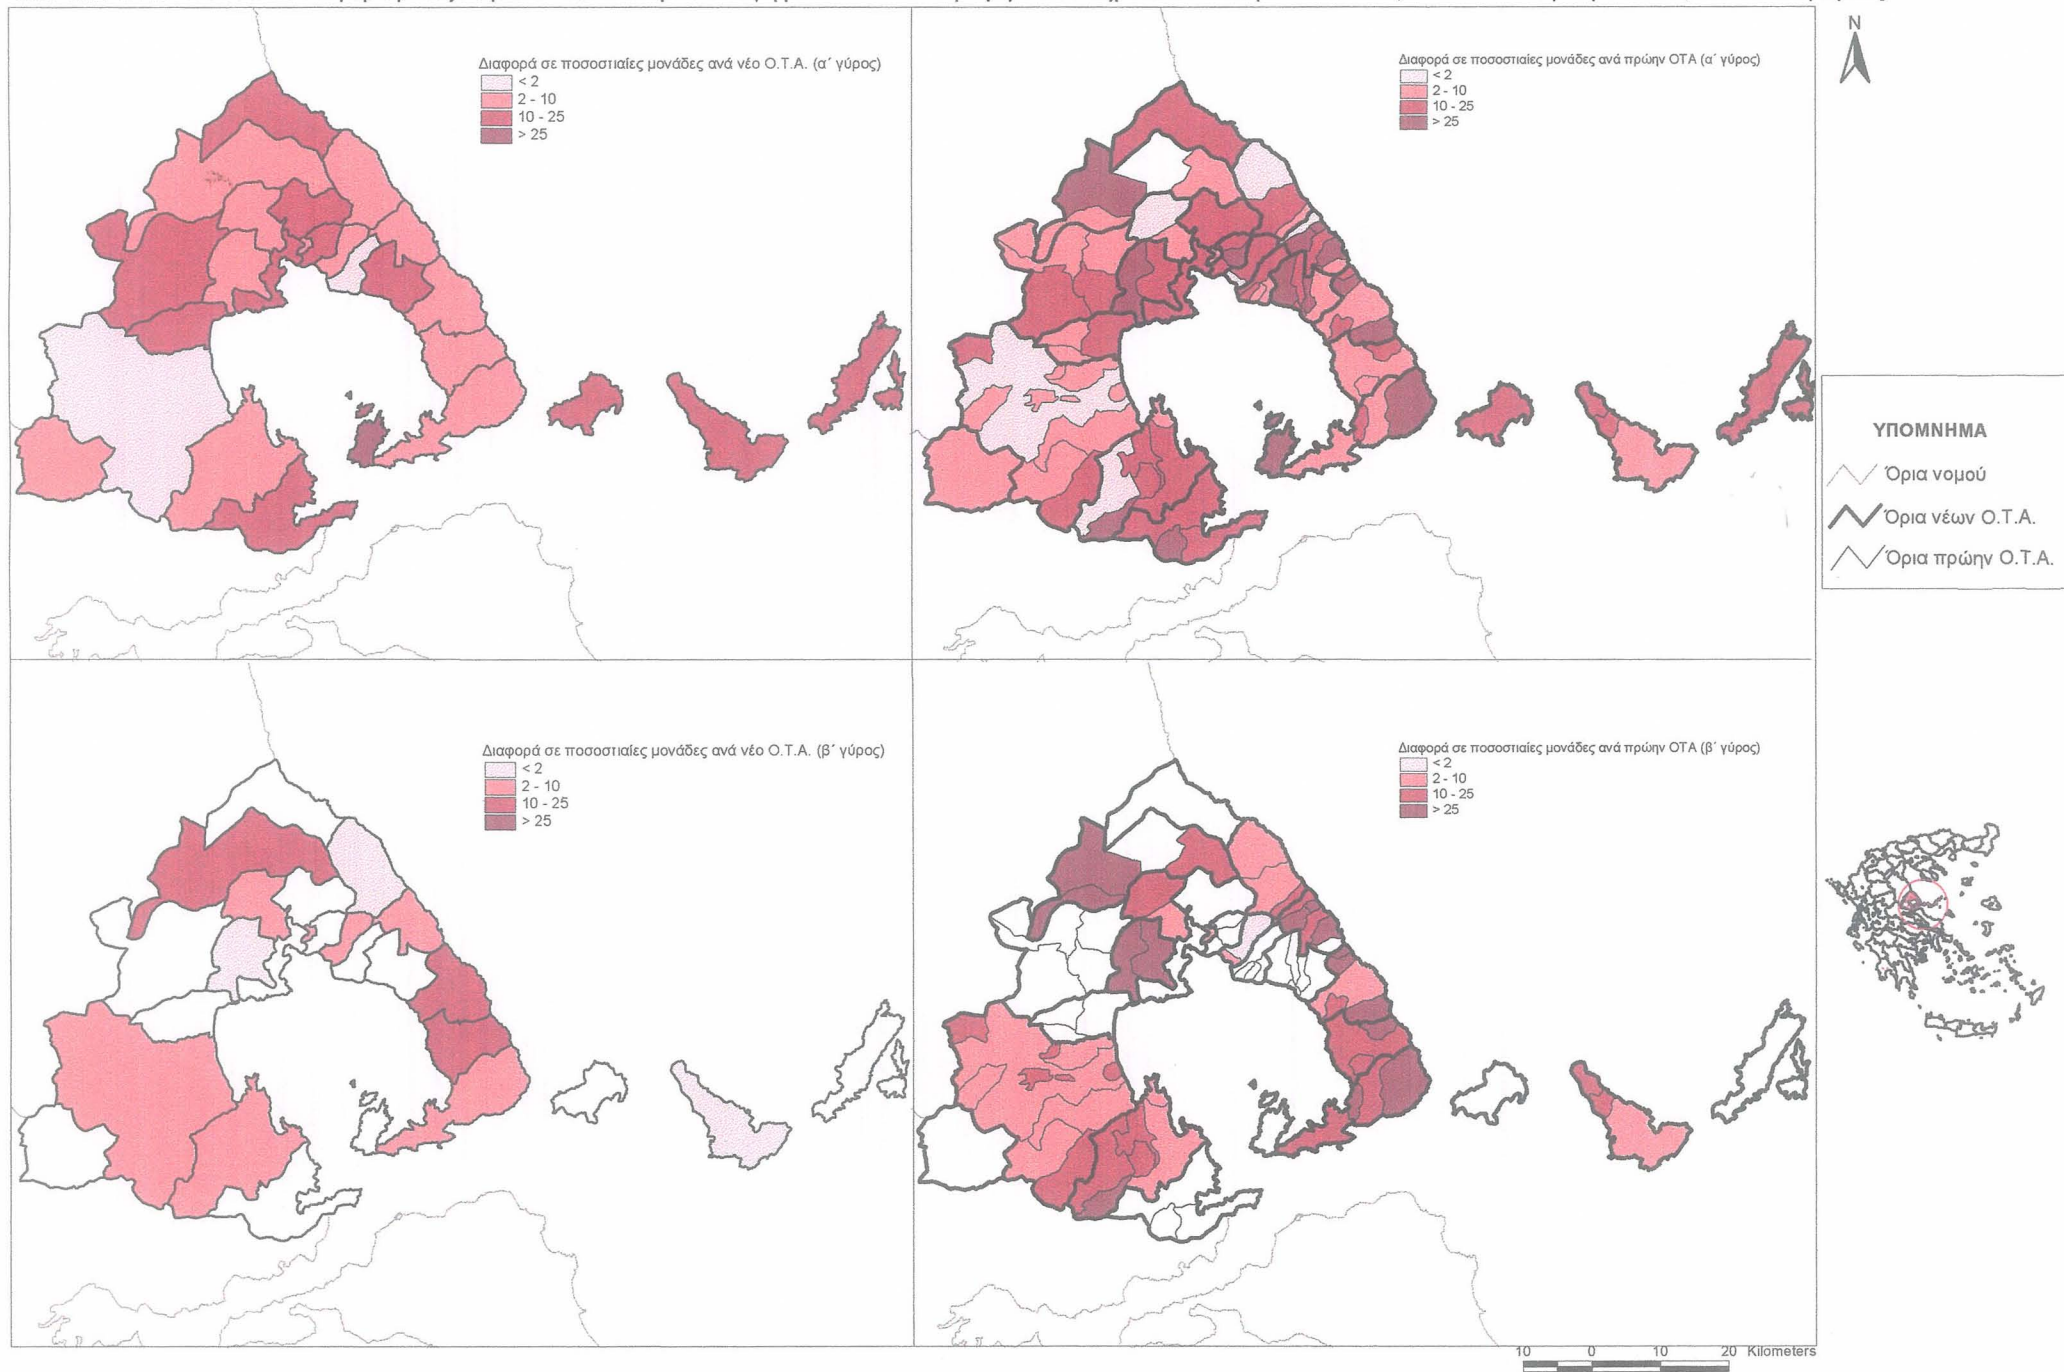 Διαφορά σε ποσοστιαίες μονάδες ανά νέο Ο.Τ.Α. (α΄ γύρος)
< 2
2 - 10
10 - 25
> 25
Διαφορά σε ποσοστιαίες μονάδες ανά πρώην ΟΤΑ (α΄ γύρος)
< 2
2 - 10
10 - 25
> 25
N
ΥΠΟΜΝΗΜΑ
Όρια νομού
Όρια νέων Ο.Τ.Α.
Όρια πρώην Ο.Τ.Α.
Διαφορά σε ποσοστιαίες μονάδες ανά νέο Ο.Τ.Α. (β΄ γύρος)
< 2
2 - 10
10 - 25
> 25
Διαφορά σε ποσοστιαίες μονάδες ανά πρώην ΟΤΑ (β΄ γύρος)
< 2
2 - 10
10 - 25
> 25
10 0 10 20 Kilometers